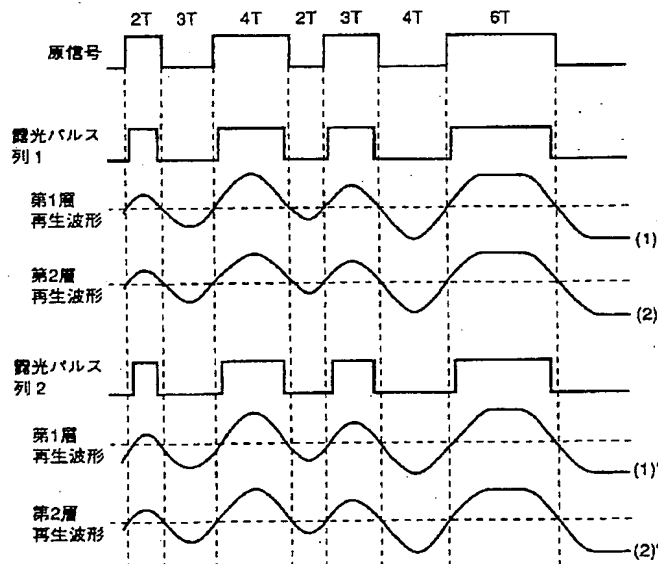 2T 3T 4T 2T 3T 4T 6T
原信号
露光パルス
列 1
第1層
再生波形
(1)
第2層
再生波形
(2)
露光パルス
列 2
第1層
再生波形
(1)'
第2層
再生波形
(2)'